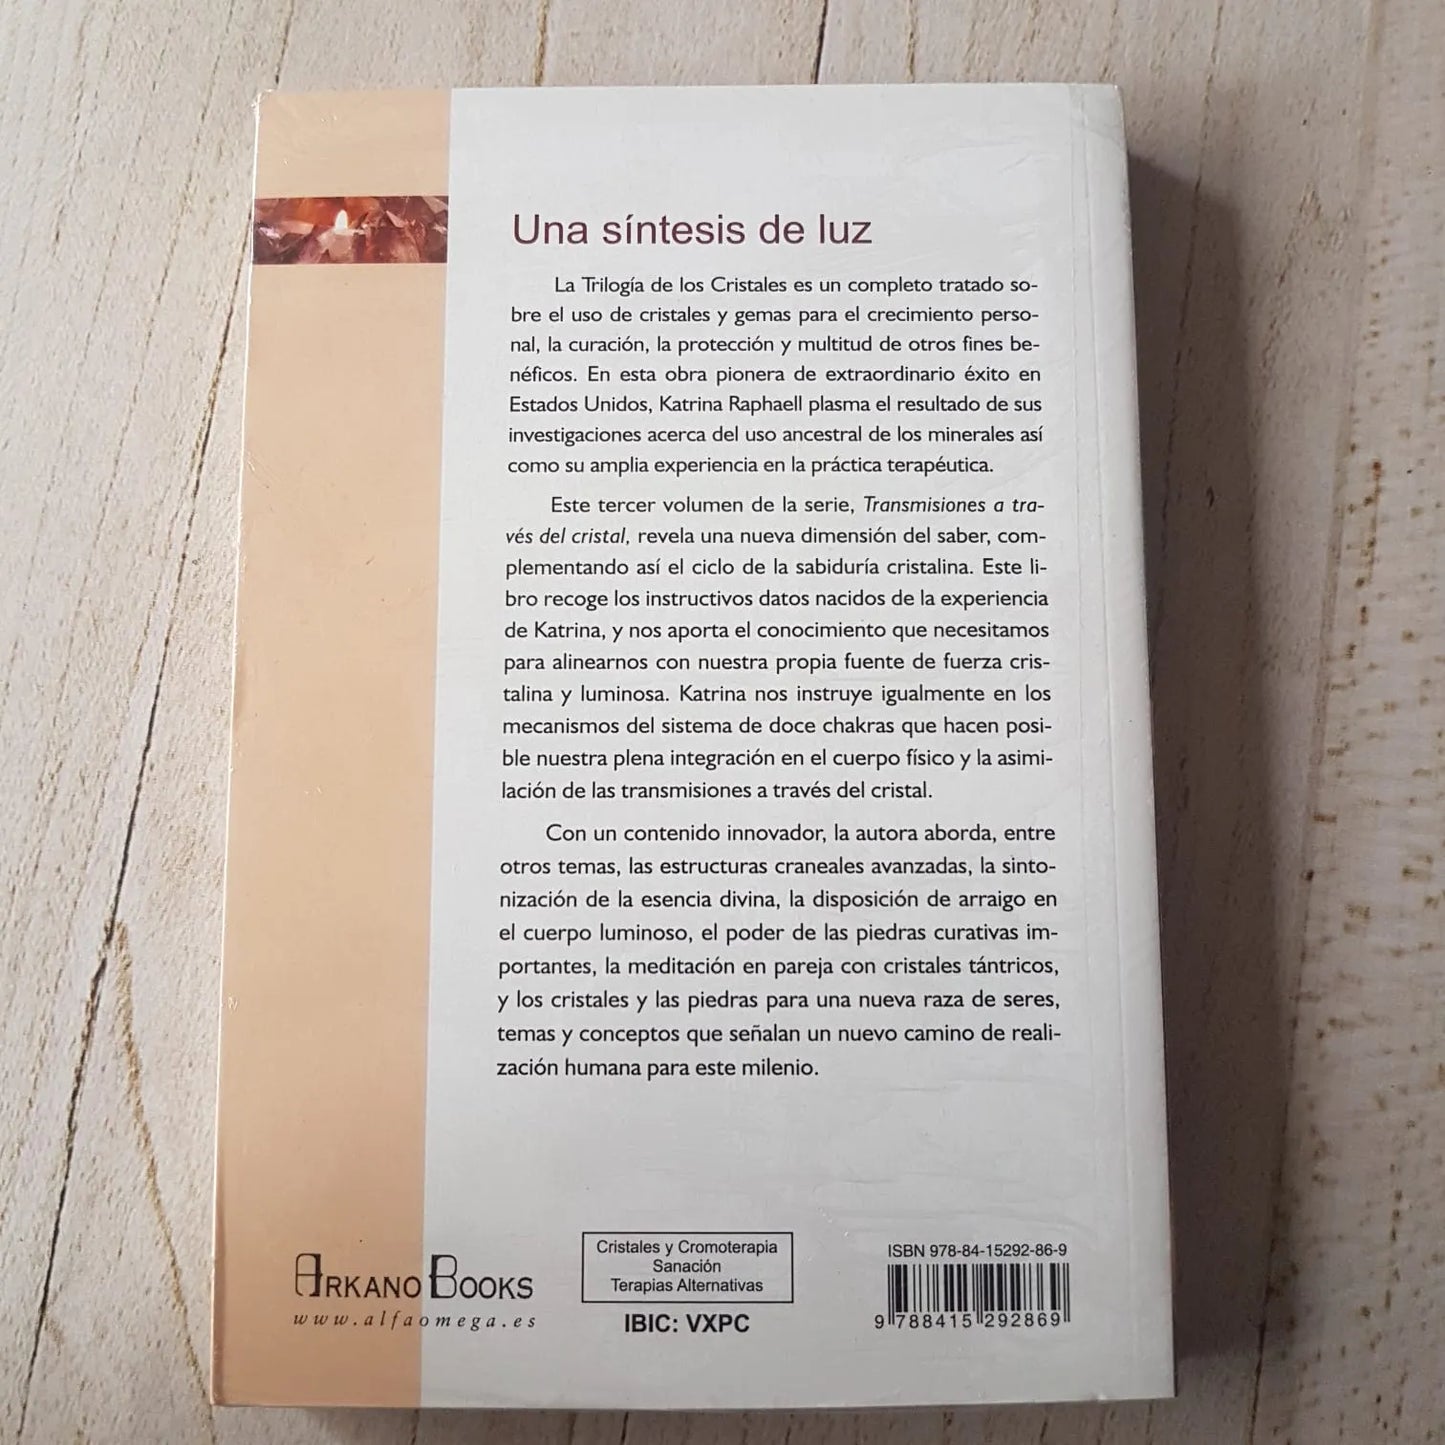 Una síntesis de luz
La Trilogía de los Cristales es un completo tratado so-
bre el uso de cristales y gemas para el crecimiento perso-
nal, la curación, la protección y multitud de otros fines be-
néficos. En esta obra pionera de extraordinario éxito en
Estados Unidos, Katrina Raphaell plasma el resultado de sus
investigaciones acerca del uso ancestral de los minerales así
como su amplia experiencia en la práctica terapéutica.
Este tercer volumen de la serie, Transmisiones a tra-
vés del cristal, revela una nueva dimensión del saber, com-
plementando así el ciclo de la sabiduría cristalina. Este li-
bro recoge los instructivos datos nacidos de la experiencia
de Katrina, y nos aporta el conocimiento que necesitamos
para alinearnos con nuestra propia fuente de fuerza cris-
talina y luminosa. Katrina nos instruye igualmente en los
mecanismos del sistema de doce chakras que hacen posi-
ble nuestra plena integración en el cuerpo físico y la asimi-
lación de las transmisiones a través del cristal.
Con un contenido innovador, la autora aborda, entre
otros temas, las estructuras craneales avanzadas, la sinto-
nización de la esencia divina, la disposición de arraigo en
el cuerpo luminoso, el poder de las piedras curativas im-
portantes, la meditación en pareja con cristales tántricos,
y los cristales y las piedras para una nueva raza de seres,
temas y conceptos que señalan un nuevo camino de reali-
zación humana para este milenio.
ARKANO BOOKS
www.alfaomega.es
Cristales y Cromoterapia
Sanación
Terapias Alternativas
IBIC: VXPC
ISBN 978-84-15292-86-9
9 788415 292869